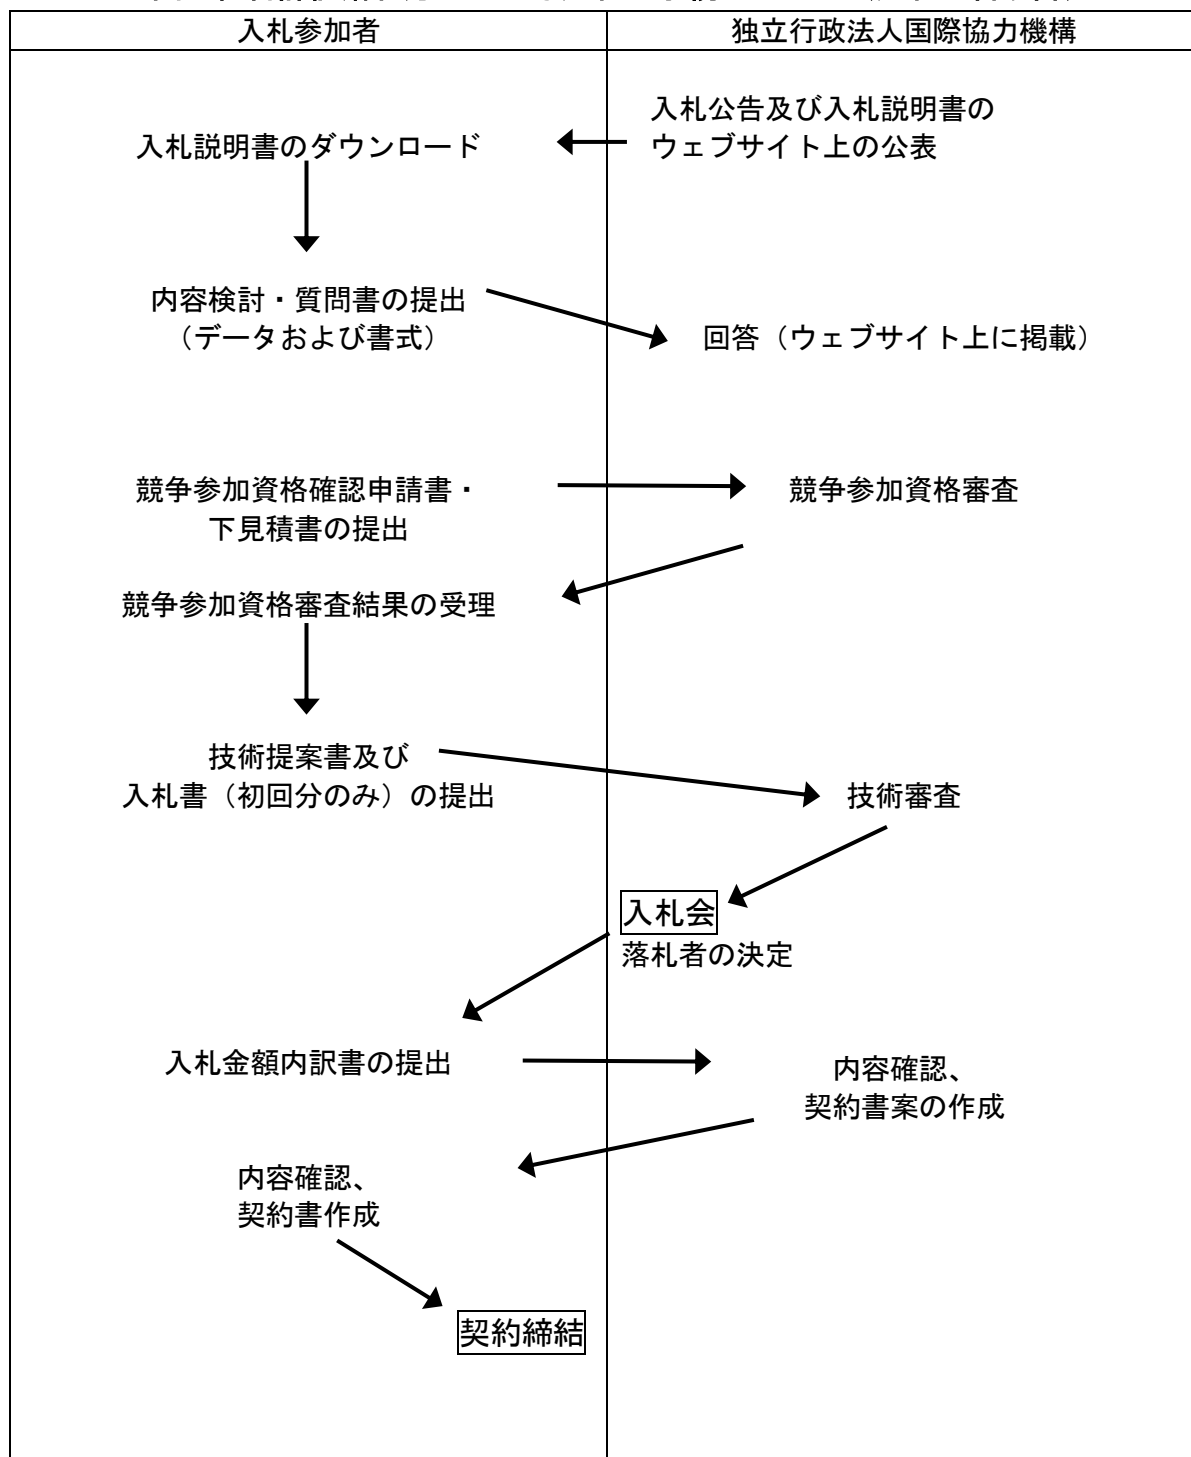 入札参加者
独立行政法人国際協力機構
入札公告及び入札説明書の
ウェブサイト上の公表
入札説明書のダウンロード
内容検討・質問書の提出
（データおよび書式）
回答（ウェブサイト上に掲載）
競争参加資格確認申請書・
下見積書の提出
競争参加資格審査
競争参加資格審査結果の受理
技術提案書及び
入札書（初回分のみ）の提出
技術審査
入札会
落札者の決定
入札金額内訳書の提出
内容確認、
契約書案の作成
内容確認、
契約書作成
契約締結